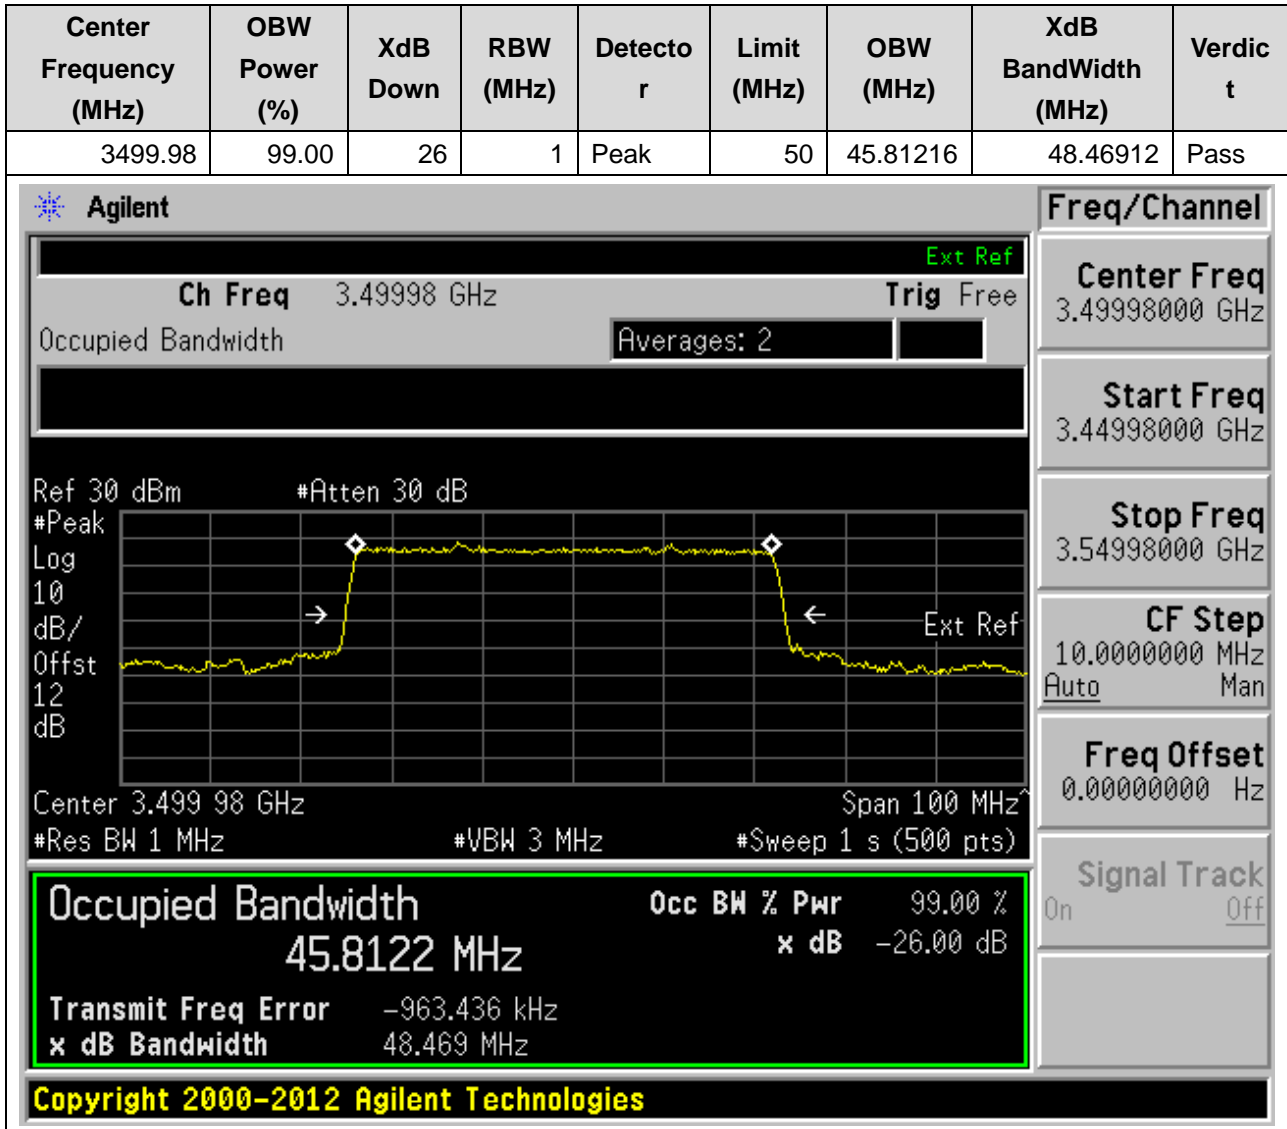 Center Frequency (MHz) OBW Power (%) XdB Down RBW (MHz) Detecto r Limit (MHz) OBW (MHz) XdB BandWidth (MHz) Verdic t
3499.98 99.00 26 1 Peak 50 45.81216 48.46912 Pass
Agilent
Freq/Channel
Ext Ref
Ch Freq 3.49998 GHz Trig Free
Occupied Bandwidth Averages: 2
Ref 30 dBm #Atten 30 dB
#Peak
Log
10
dB/
Offst
12
dB
Ext Ref
Center 3.499 98 GHz Span 100 MHz^
#Res BW 1 MHz #VBW 3 MHz #Sweep 1 s (500 pts)
Occupied Bandwidth
45.8122 MHz
Occ BW % Pwr 99.00 %
x dB -26.00 dB
Transmit Freq Error -963.436 kHz
x dB Bandwidth 48.469 MHz
Center Freq
3.49998000 GHz
Start Freq
3.44998000 GHz
Stop Freq
3.54998000 GHz
CF Step
10.0000000 MHz
Auto Man
Freq Offset
0.00000000 Hz
Signal Track
On Off
Copyright 2000-2012 Agilent Technologies